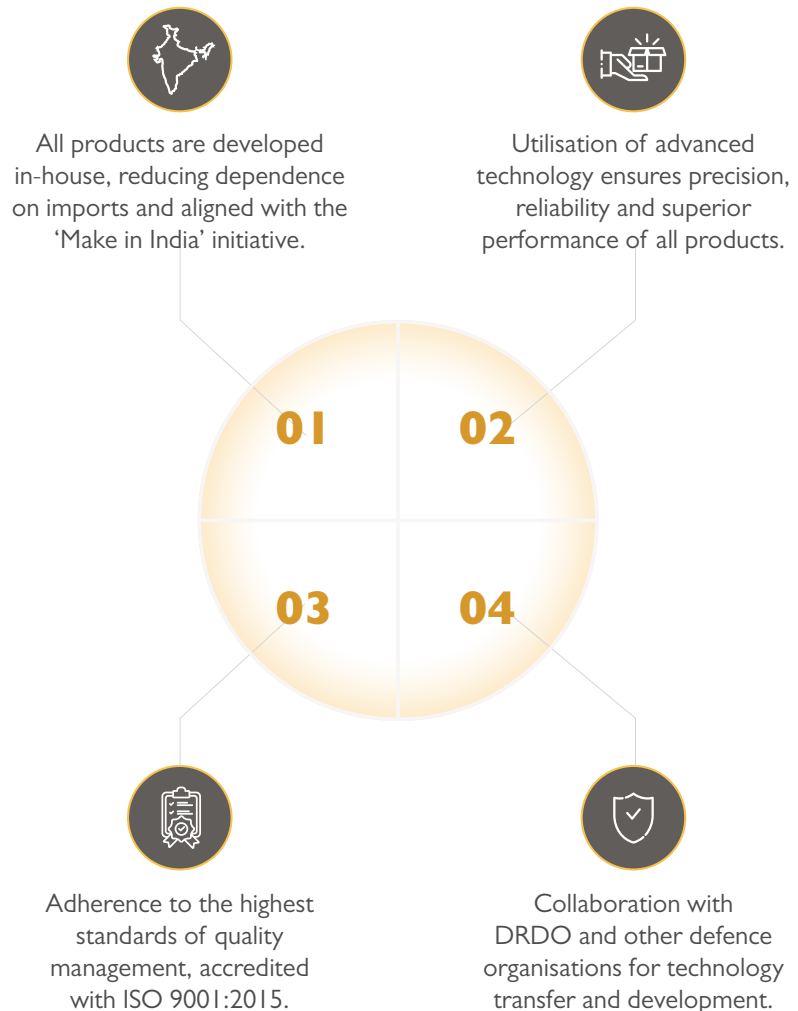 All products are developed
in-house, reducing dependence
on imports and aligned with the
‘Make in India’ initiative.
Utilisation of advanced
technology ensures precision,
reliability and superior
performance of all products.
01
02
03
04
Adherence to the highest
standards of quality
management, accredited
with ISO 9001:2015.
Collaboration with
DRDO and other defence
organisations for technology
transfer and development.